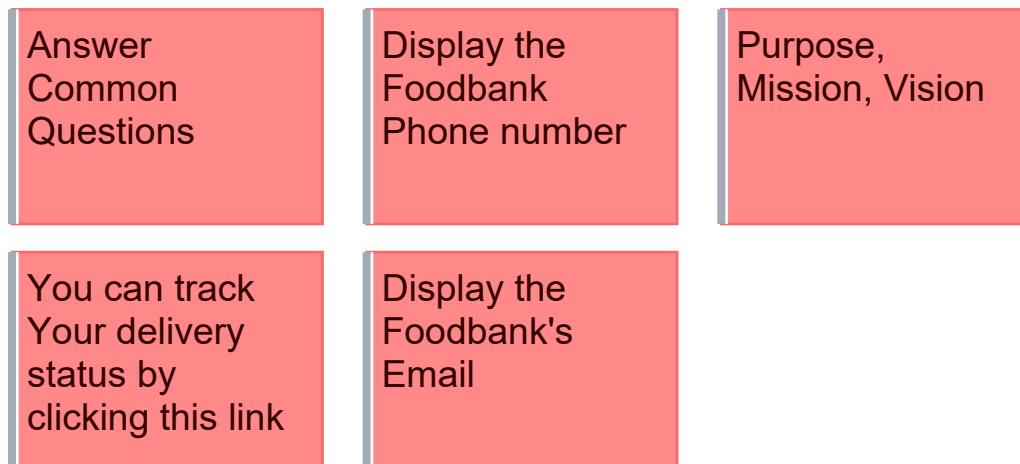 Answer
Common
Questions
Display the
Foodbank
Phone number
Purpose,
Mission, Vision
You can track
Your delivery
status by
clicking this link
Display the
Foodbank's
Email